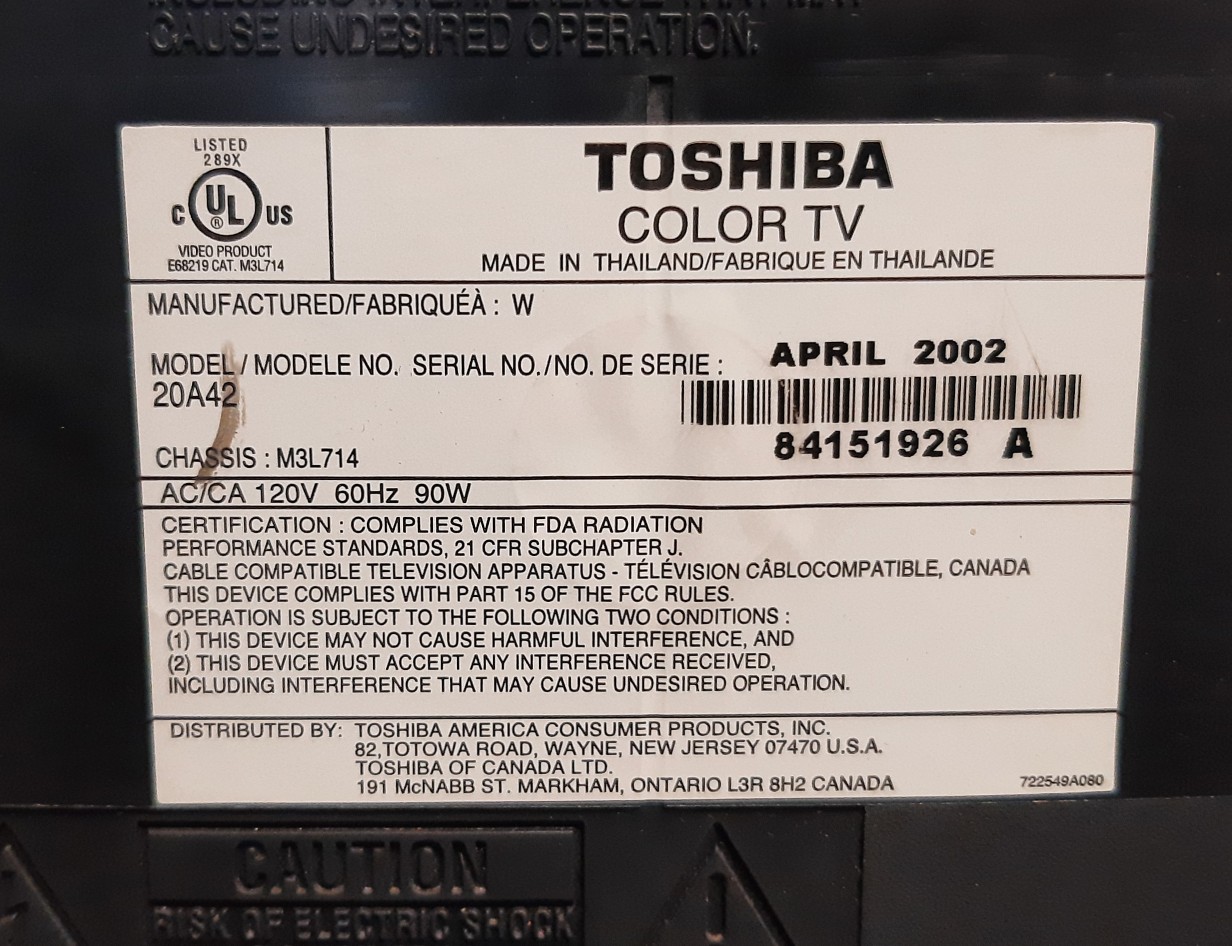 INCLUDING INTERFERENCE THAT MAY
CAUSE UNDESIRED OPERATION.
LISTED
289X
C UL ® US
VIDEO PRODUCT
E68219 CAT. M3L714
TOSHIBA
COLOR TV
MADE IN THAILAND/FABRIQUE EN THAILANDE
MANUFACTURED/FABRIQUÉÀ : W
MODEL / MODELE NO. SERIAL NO./NO. DE SERIE : APRIL 2002
20A42
84151926 A
CHASSIS : M3L714
AC/CA 120V 60Hz 90W
CERTIFICATION : COMPLIES WITH FDA RADIATION
PERFORMANCE STANDARDS, 21 CFR SUBCHAPTER J.
CABLE COMPATIBLE TELEVISION APPARATUS - TÉLÉVISION CÂBLOCOMPATIBLE, CANADA
THIS DEVICE COMPLIES WITH PART 15 OF THE FCC RULES.
OPERATION IS SUBJECT TO THE FOLLOWING TWO CONDITIONS :
(1) THIS DEVICE MAY NOT CAUSE HARMFUL INTERFERENCE, AND
(2) THIS DEVICE MUST ACCEPT ANY INTERFERENCE RECEIVED,
INCLUDING INTERFERENCE THAT MAY CAUSE UNDESIRED OPERATION.
DISTRIBUTED BY: TOSHIBA AMERICA CONSUMER PRODUCTS, INC.
82,TOTOWA ROAD, WAYNE, NEW JERSEY 07470 U.S.A.
TOSHIBA OF CANADA LTD.
191 McNABB ST. MARKHAM, ONTARIO L3R 8H2 CANADA
722549A080
CAUTION
RISK OF ELECTRIC SHOCK